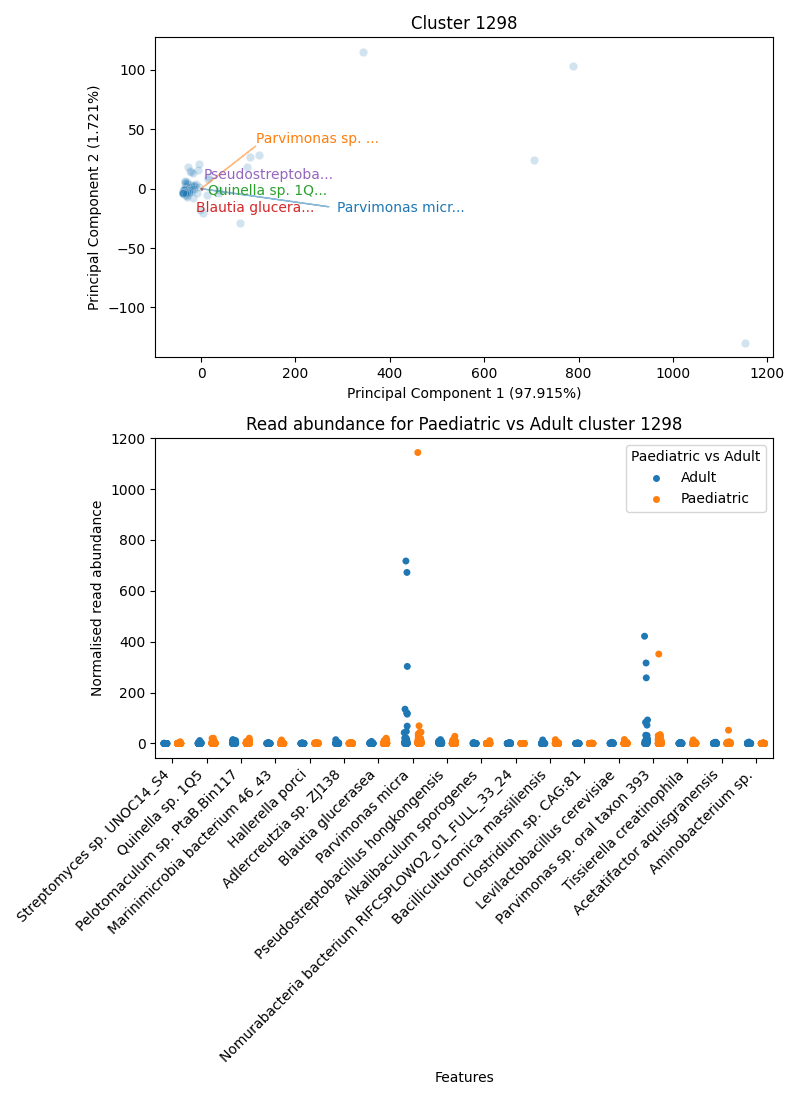 Cluster 1298
100
50
0
−50
−100
Principal Component 2 (1.721%)
Parvimonas sp. ...
Pseudostreptoba...
Quinella sp. 1Q...
Blautia glucera...
Parvimonas micr...
0
200
400
600
800
1000
1200
Principal Component 1 (97.915%)
Read abundance for Paediatric vs Adult cluster 1298
1200
1000
800
600
400
200
0
Normalised read abundance
Paediatric vs Adult
Adult
Paediatric
Streptomyces sp. UNOC14_S4
Quinella sp. 1Q5
Pelotomaculum sp. PtaB.Bin117
Marinimicrobia bacterium 46_43
Hallerella porci
Adlercreutzia sp. ZJ138
Blautia glucerasea
Parvimonas micra
Pseudostreptobacillus hongkongensis
Alkalibaculum sporogenes
Nomurabacteria bacterium RIFCSPLOWO2_01_FULL_33_24
Bacilliculturomica massiliensis
Clostridium sp. CAG:81
Levilactobacillus cerevisiae
Parvimonas sp. oral taxon 393
Tissierella creatinophila
Acetatifactor aquisgranensis
Aminobacterium sp.
Features